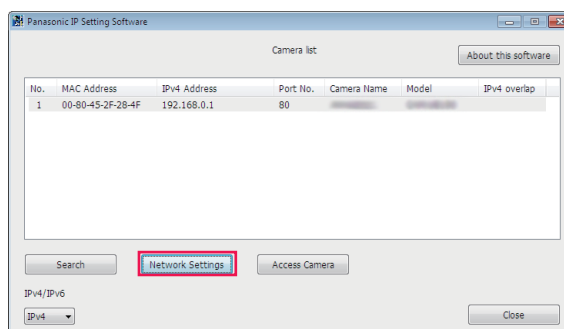 Panasonic IP Setting Software
Camera list
About this software
No. MAC Address IPv4 Address Port No. Camera Name Model IPv4 overlap
1 00-80-45-2F-28-4F 192.168.0.1 80
Search Network Settings Access Camera
IPv4/IPv6
IPv4 Close